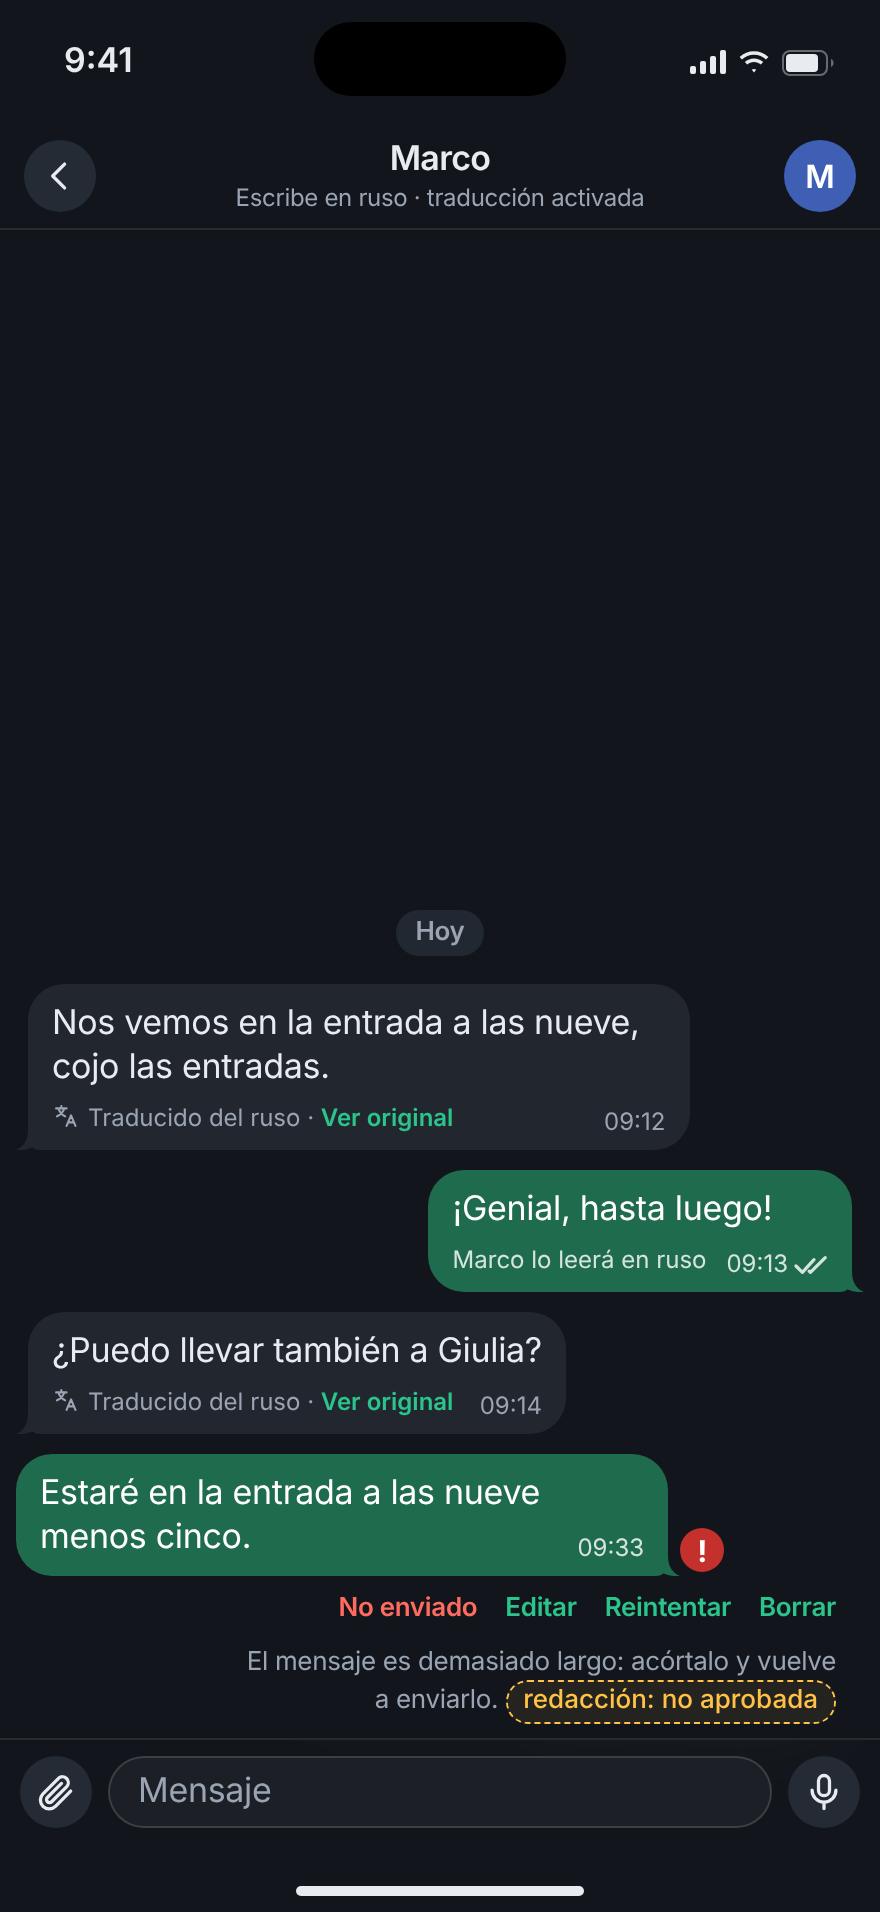 9:41
Marco
M
Escribe en ruso · traducción activada
Hoy
Nos vemos en la entrada a las nueve,
cojo las entradas.
Traducido del ruso · Ver original 09:12
¡Genial, hasta luego!
Marco lo leerá en ruso 09:13
¿Puedo llevar también a Giulia?
Traducido del ruso · Ver original 09:14
Estaré en la entrada a las nueve
menos cinco. 09:33
!
No enviado Editar Reintentar Borrar
El mensaje es demasiado largo: acórtalo y vuelve
a enviarlo. redacción: no aprobada
Mensaje